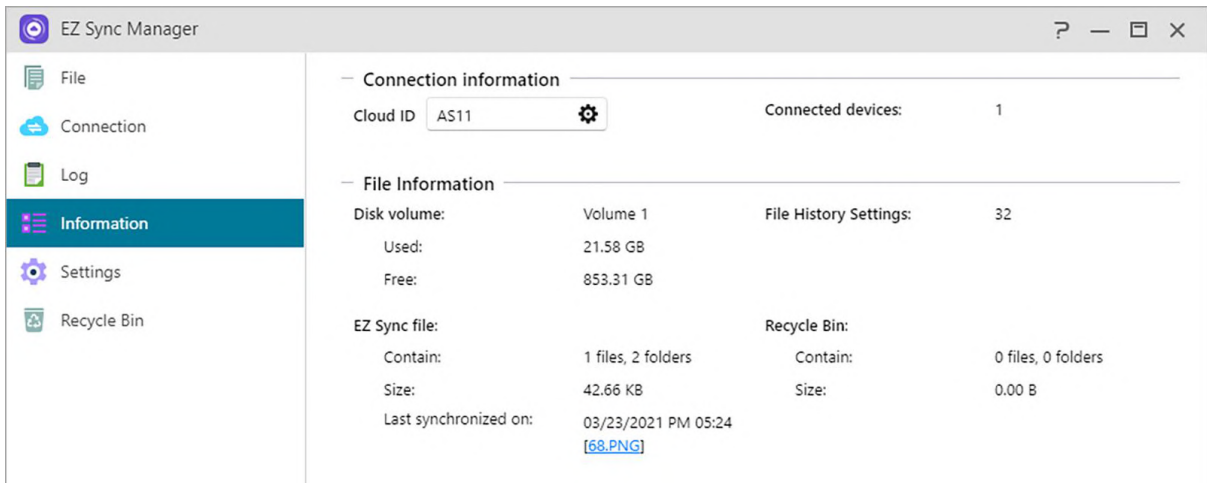 EZ Sync Manager
File
Connection
Log
Information
Settings
Recycle Bin
Connection information
Cloud ID AS11 Connected devices: 1
File Information
Disk volume: Volume 1 File History Settings: 32
Used: 21.58 GB
Free: 853.31 GB
EZ Sync file: Recycle Bin:
Contain: 1 files, 2 folders Contain: 0 files, 0 folders
Size: 42.66 KB Size: 0.00 B
Last synchronized on: 03/23/2021 PM 05:24
[68.PNG]